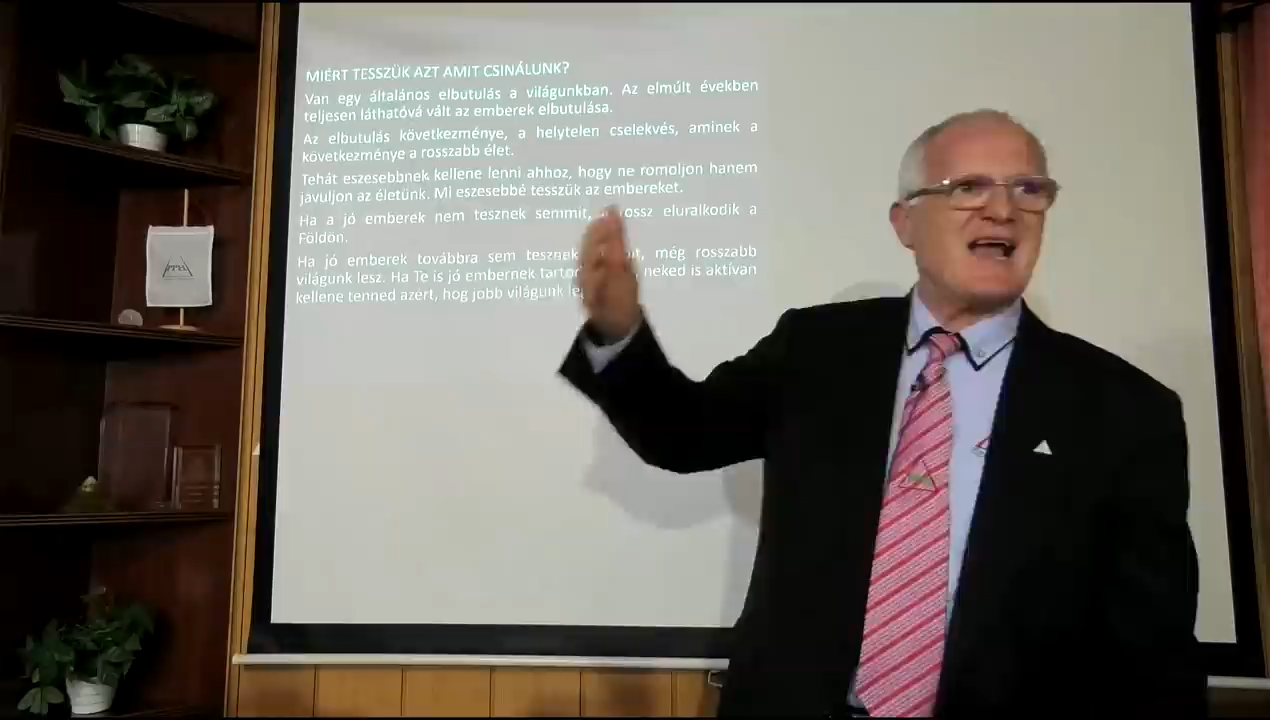 MIÉRT TESSZÜK AZT AMIT CSINÁLUNK?
Van egy általános elbutulás a világunkban. Az elmúlt években
teljesen láthatóvá vált az emberek elbutulása.
Az elbutulás következménye, a helytelen cselekvés, aminek a
következménye a rosszabb élet.
Tehát eszesebbnek kellene lenni ahhoz, hogy ne romoljon hanem
javuljon az életünk. Mi eszesebbé tesszük az embereket.
Ha a jó emberek nem tesznek semmit, rossz eluralkodik a
Földön.
Ha jó emberek továbbra sem tesznek még rosszabb
világunk lesz. Ha Te is jó embernek neked is aktívan
kellene tenned azért, hog jobb világunk